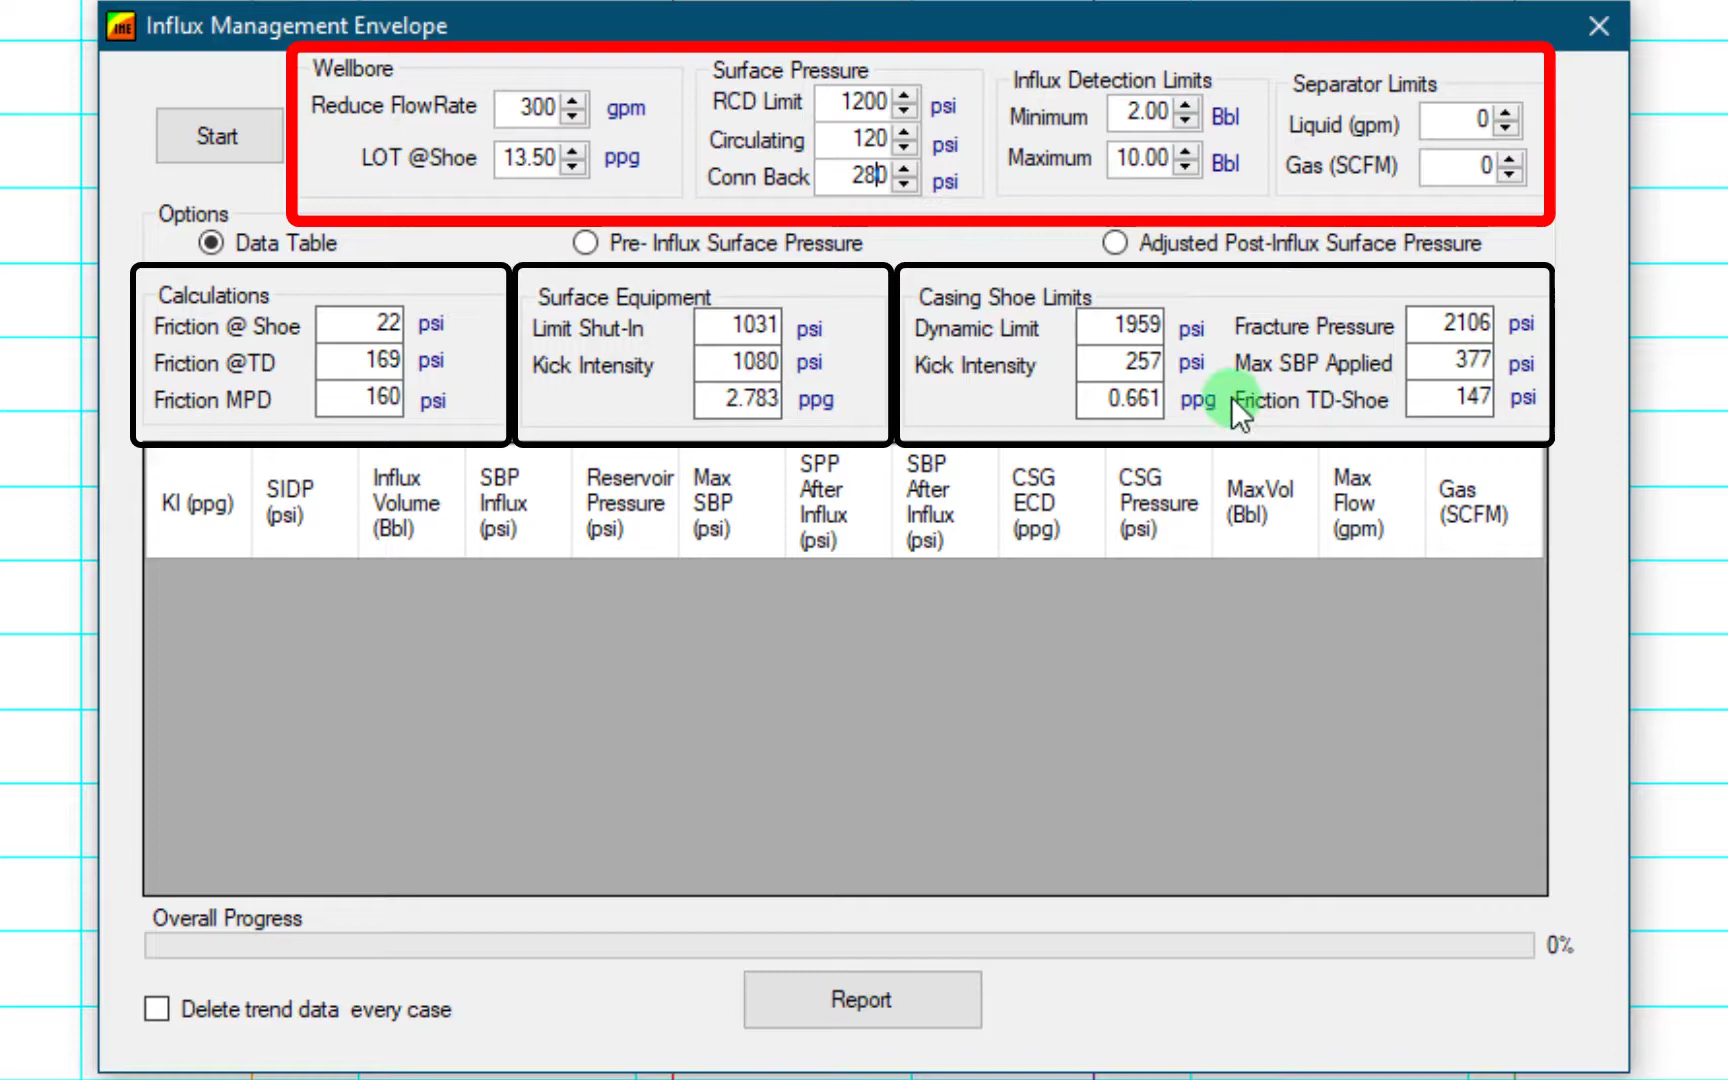 IME Influx Management Envelope
Start
Wellbore
Reduce FlowRate 300 gpm
LOT @Shoe 13.50 ppg
Surface Pressure
RCD Limit 1200 psi
Circulating 120 psi
Conn Back 280 psi
Influx Detection Limits
Minimum 2.00 Bbl
Maximum 10.00 Bbl
Separator Limits
Liquid (gpm) 0
Gas (SCFM) 0
Options
Data Table Pre- Influx Surface Pressure Adjusted Post-Influx Surface Pressure
Calculations
Friction @ Shoe 22 psi
Friction @TD 169 psi
Friction MPD 160 psi
Surface Equipment
Limit Shut-In 1031 psi
Kick Intensity 1080 psi
2.783 ppg
Casing Shoe Limits
Dynamic Limit 1959 psi Fracture Pressure 2106 psi
Kick Intensity 257 psi Max SBP Applied 377 psi
0.661 ppg Friction TD-Shoe 147 psi
KI (ppg)
SIDP
(psi)
Influx
Volume
(Bbl)
SBP
Influx
(psi)
Reservoir
Pressure
(psi)
Max
SBP
(psi)
SPP
After
Influx
(psi)
SBP
After
Influx
(psi)
CSG
ECD
(ppg)
CSG
Pressure
(psi)
MaxVol
(Bbl)
Max
Flow
(gpm)
Gas
(SCFM)
Overall Progress
0%
Delete trend data every case
Report